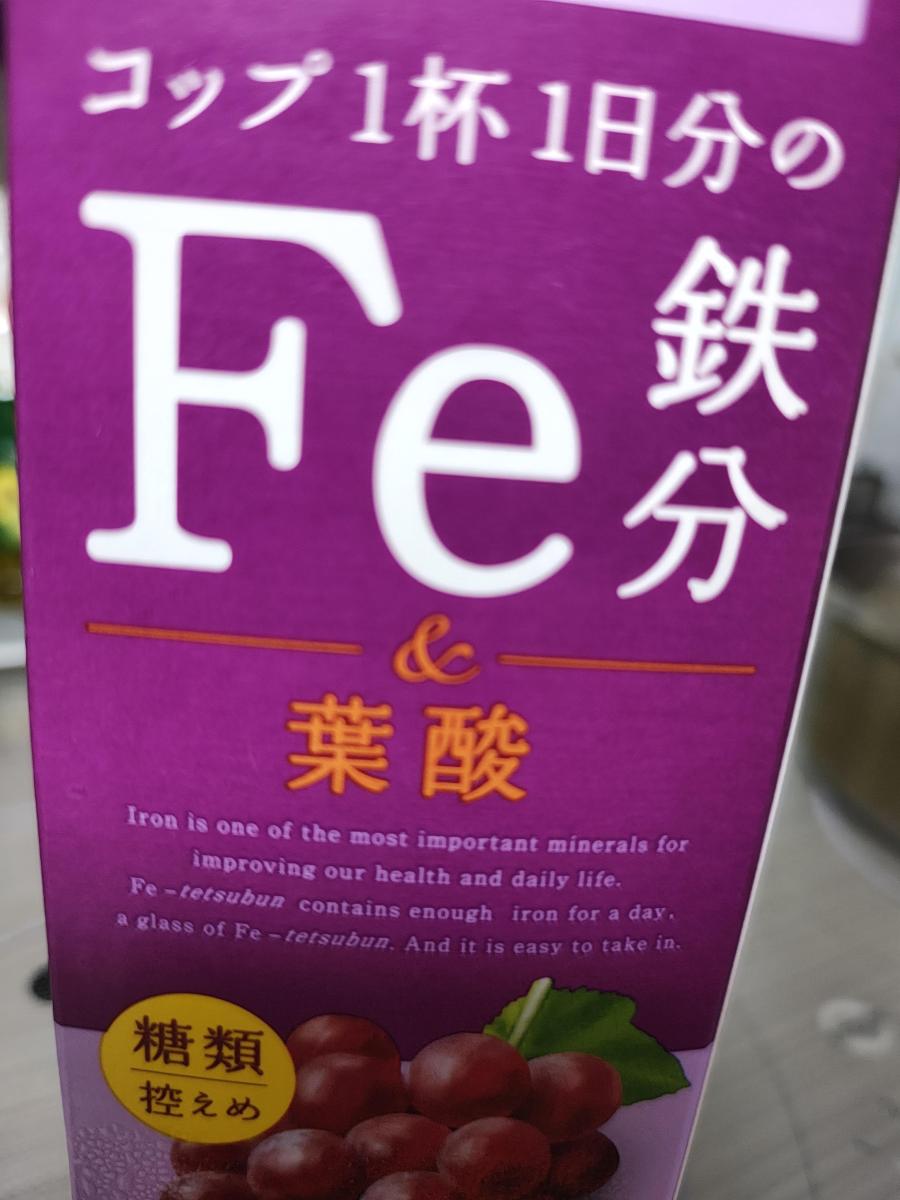 コップ1杯1日分の
Fe 鉄分
&
葉酸
Iron is one of the most important minerals for
improving our health and daily life.
Fe-tetsubun contains enough iron for a day,
a glass of Fe-tetsubun. And it is easy to take in.
糖類
控えめ